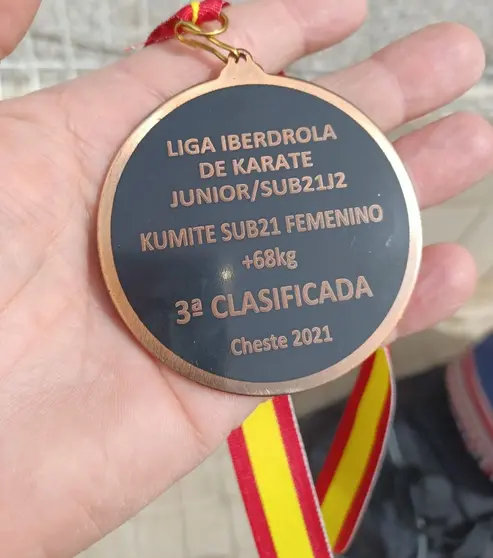 LIGA IBERDROLA
DE KARATE
JUNIOR/SUB21J2
KUMITE SUB21 FEMENINO
+68kg
3ª CLASIFICADA
Cheste 2021